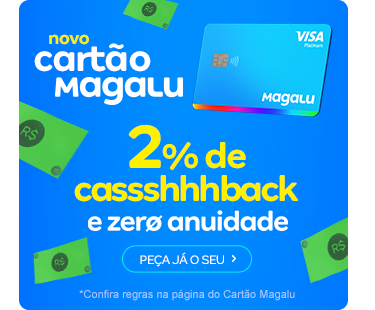 novo
cartão
magalu
VISA
Platinum
magalu
2% de
cassshhhback
e zerø anuidade
PEÇA JÁ O SEU >
*Confira regras na página do Cartão Magalu
R$
R$
R$